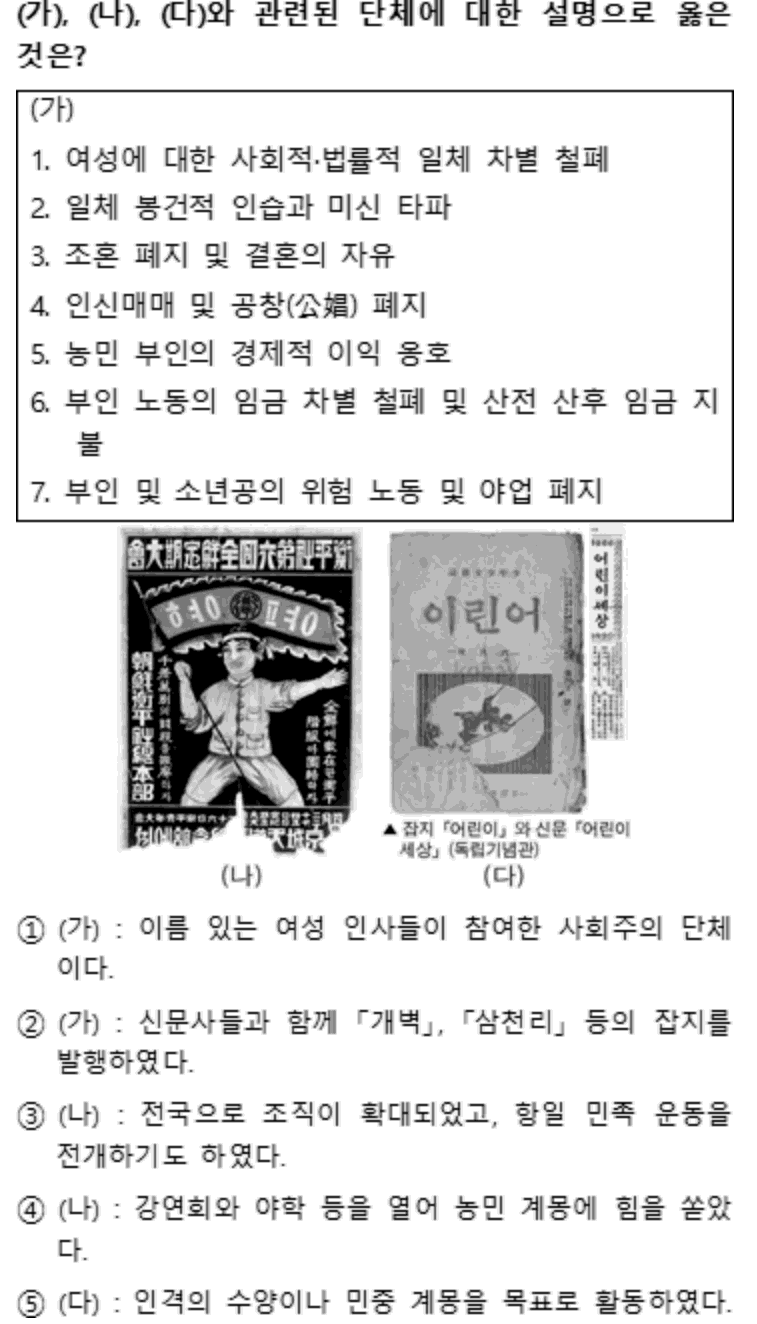 (가), (나), (다)와 관련된 단체에 대한 설명으로 옳은
것은?
(가)
1. 여성에 대한 사회적·법률적 일체 차별 철폐
2. 일체 봉건적 인습과 미신 타파
3. 조혼 폐지 및 결혼의 자유
4. 인신매매 및 공창(公娼) 폐지
5. 농민 부인의 경제적 이익 옹호
6. 부인 노동의 임금 차별 철폐 및 산전 산후 임금 지
불
7. 부인 및 소년공의 위험 노동 및 야업 폐지
會大期定鮮全回六第社平衡
朝鮮衡平社總本部
이린어
어린이세상
▲ 잡지 「어린이」와 신문 「어린이
세상」(독립기념관)
(나)
(다)
① (가) : 이름 있는 여성 인사들이 참여한 사회주의 단체
이다.
② (가) : 신문사들과 함께 「개벽」, 「삼천리」 등의 잡지를
발행하였다.
③ (나) : 전국으로 조직이 확대되었고, 항일 민족 운동을
전개하기도 하였다.
④ (나) : 강연회와 야학 등을 열어 농민 계몽에 힘을 쏟았
다.
⑤ (다) : 인격의 수양이나 민중 계몽을 목표로 활동하였다.